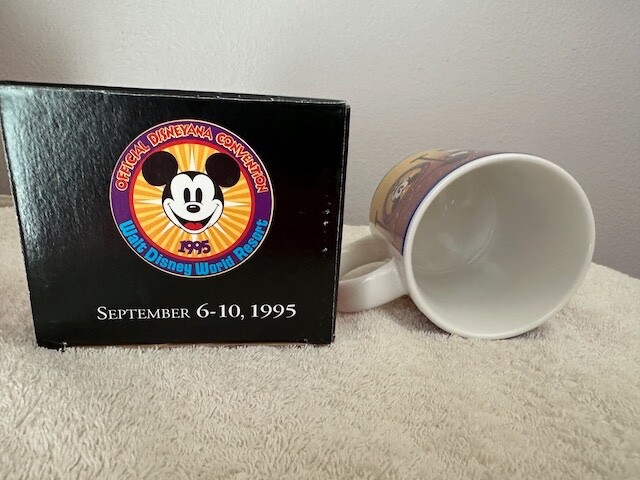 OFFICIAL DISNEYANA CONVENTION
1995
Walt Disney World Resort
SEPTEMBER 6-10, 1995